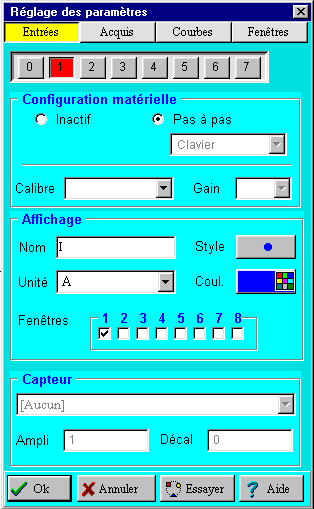 Réglage des paramètres
Entrées Acquis Courbes Fenêtres
0 1 2 3 4 5 6 7
Configuration matérielle
Inactif Pas à pas
Clavier
Calibre Gain
Affichage
Nom I Style
Unité A Coul.
Fenêtres 1 2 3 4 5 6 7 8
Capteur
[Aucun]
Ampli 1 Décal 0
Ok Annuler Essayer ? Aide